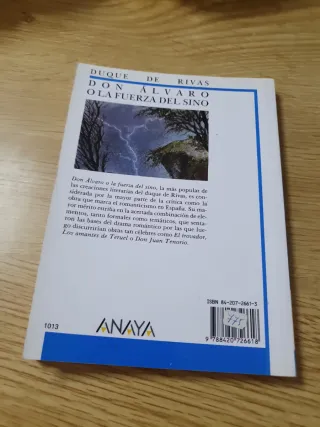 DUQUE DE RIVAS
DON ÁLVARO
O LA FUERZA DEL SINO
Don Álvaro o la fuerza del sino, la más popular de
las creaciones literarias del duque de Rivas, es con-
siderada por la mayor parte de la crítica como la
obra que marca el romanticismo en España. Su ma-
yor mérito estriba en la acertada combinación de ele-
mentos, tanto formales como temáticos, que senta-
ron las bases del drama romántico por las que lue-
go discurrirían obras tan célebres como El trovador,
Los amantes de Teruel o Don Juan Tenorio.
ISBN 84-207-2661-5
1013
ANAYA
9 788420 726618